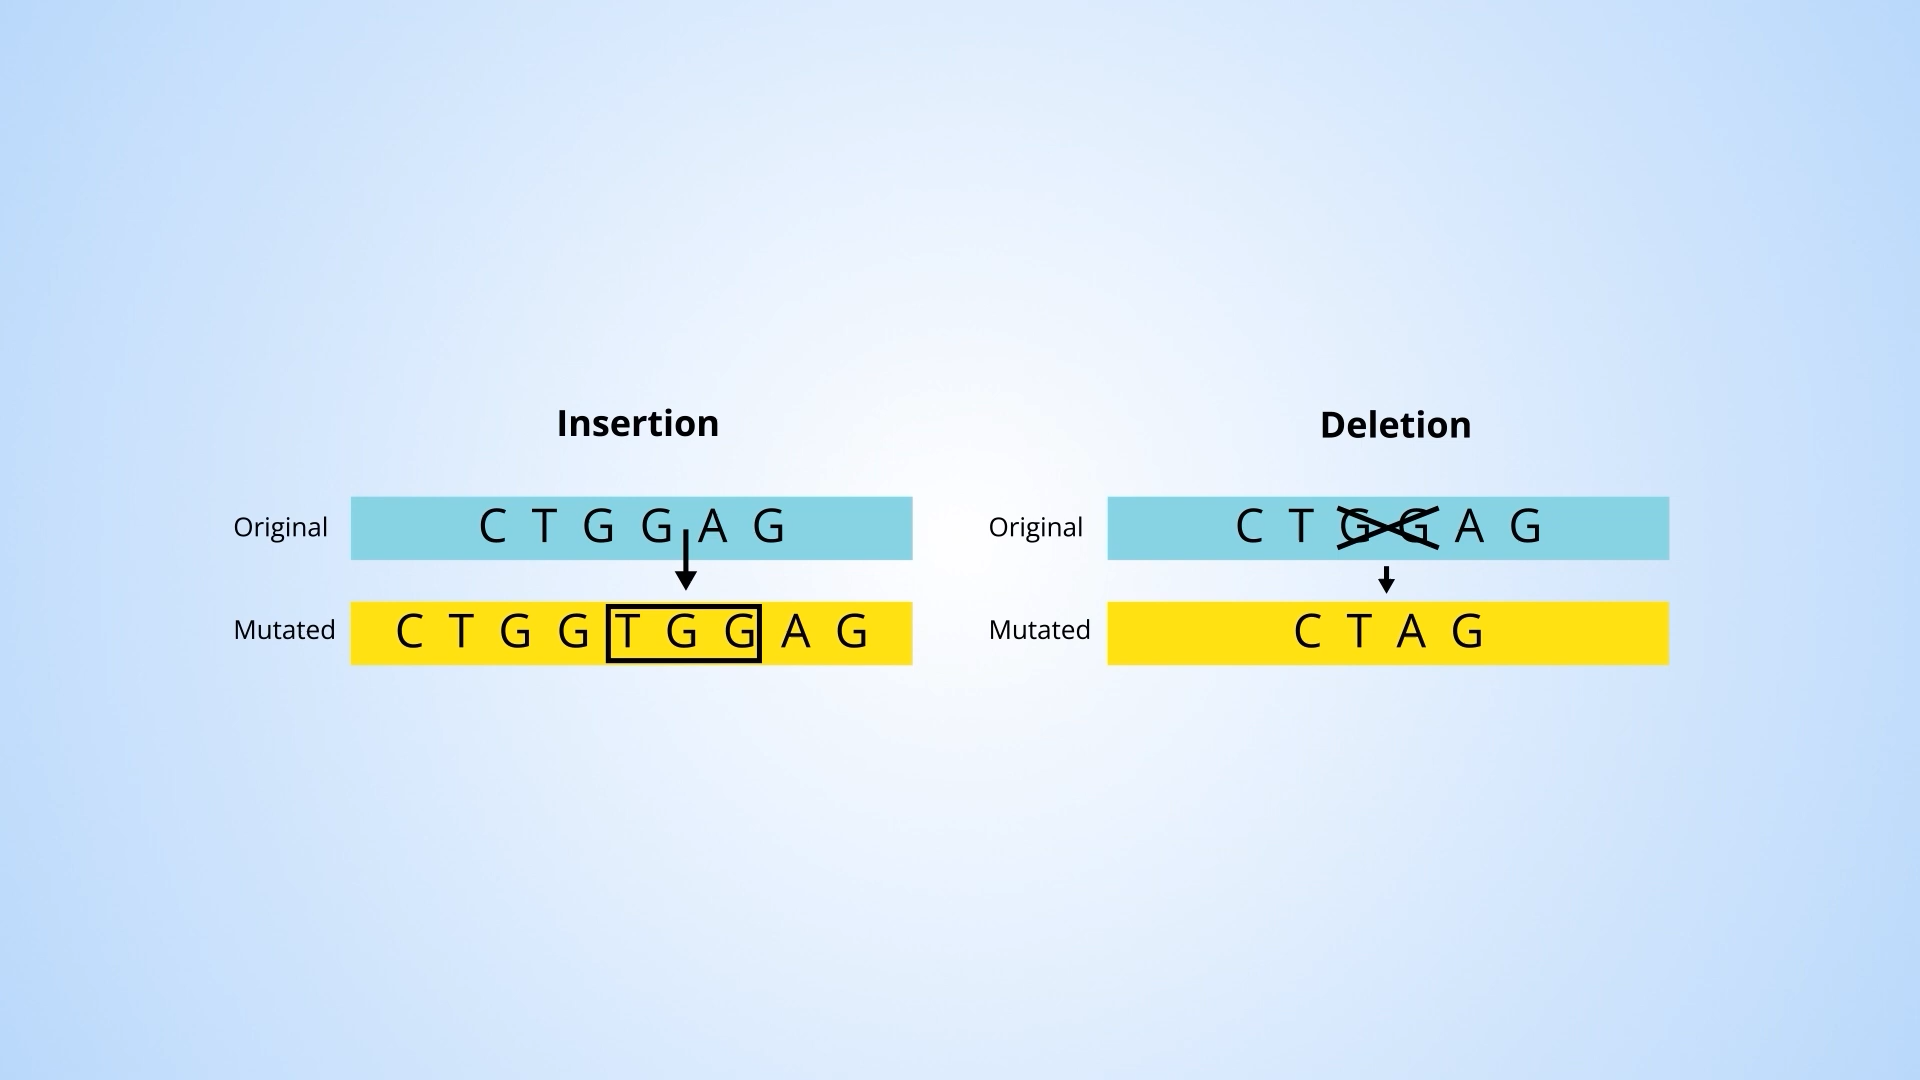 Insertion
Original C T G G A G
Mutated C T G G T G G A G
Deletion
Original C T G G A G
Mutated C T A G